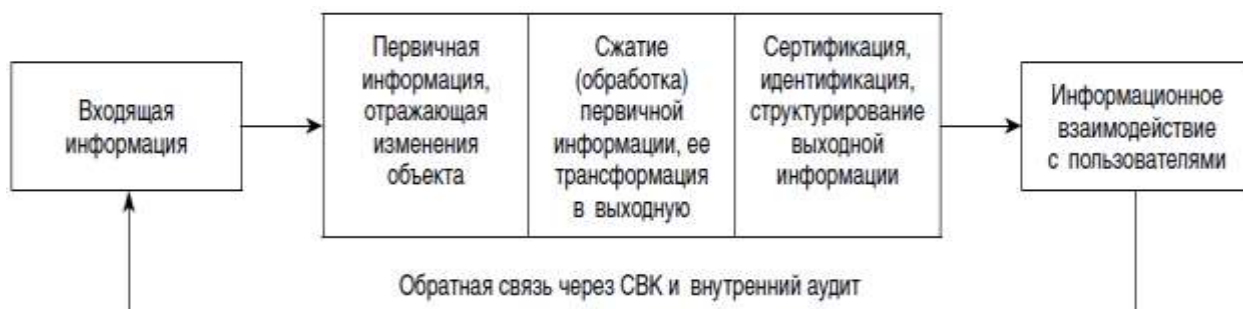 Входящая
информация
Первичная
информация,
отражающая
изменения
объекта
Сжатие
(обработка)
первичной
информации, ее
трансформация
в выходную
Сертификация,
идентификация,
структурирование
выходной
информации
Информационное
взаимодействие
с пользователями
Обратная связь через СВК и внутренний аудит